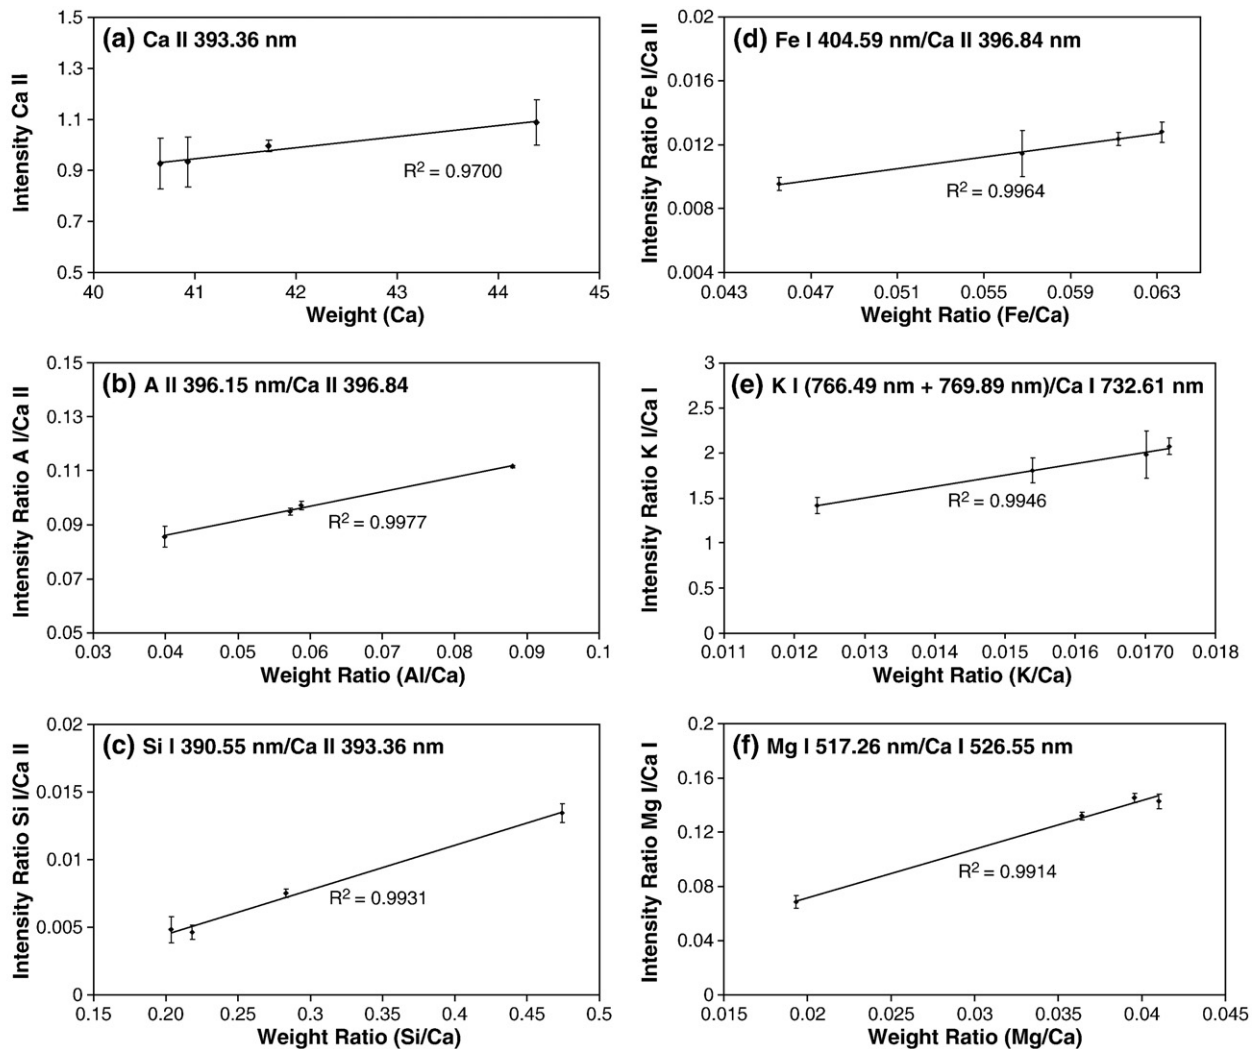 (a) Ca II 393.36 nm
Intensity Ca II
1.5
1.3
1.1
0.9
0.7
0.5
R² = 0.9700
40 41 42 43 44 45
Weight (Ca)
(d) Fe I 404.59 nm/Ca II 396.84 nm
Intensity Ratio Fe I/Ca II
0.02
0.016
0.012
0.008
0.004
R² = 0.9964
0.043 0.047 0.051 0.055 0.059 0.063
Weight Ratio (Fe/Ca)
(b) A II 396.15 nm/Ca II 396.84
Intensity Ratio A I/Ca II
0.15
0.13
0.11
0.09
0.07
0.05
R² = 0.9977
0.03 0.04 0.05 0.06 0.07 0.08 0.09 0.1
Weight Ratio (Al/Ca)
(e) K I (766.49 nm + 769.89 nm)/Ca I 732.61 nm
Intensity Ratio K I/Ca I
3
2.5
2
1.5
1
0.5
0
R² = 0.9946
0.011 0.012 0.013 0.014 0.015 0.016 0.0170 0.018
Weight Ratio (K/Ca)
(c) Si I 390.55 nm/Ca II 393.36 nm
Intensity Ratio Si I/Ca II
0.02
0.015
0.01
0.005
0
R² = 0.9931
0.15 0.2 0.25 0.3 0.35 0.4 0.45 0.5
Weight Ratio (Si/Ca)
(f) Mg I 517.26 nm/Ca I 526.55 nm
Intensity Ratio Mg I/Ca I
0.2
0.16
0.12
0.08
0.04
0
R² = 0.9914
0.015 0.02 0.025 0.03 0.035 0.04 0.045
Weight Ratio (Mg/Ca)